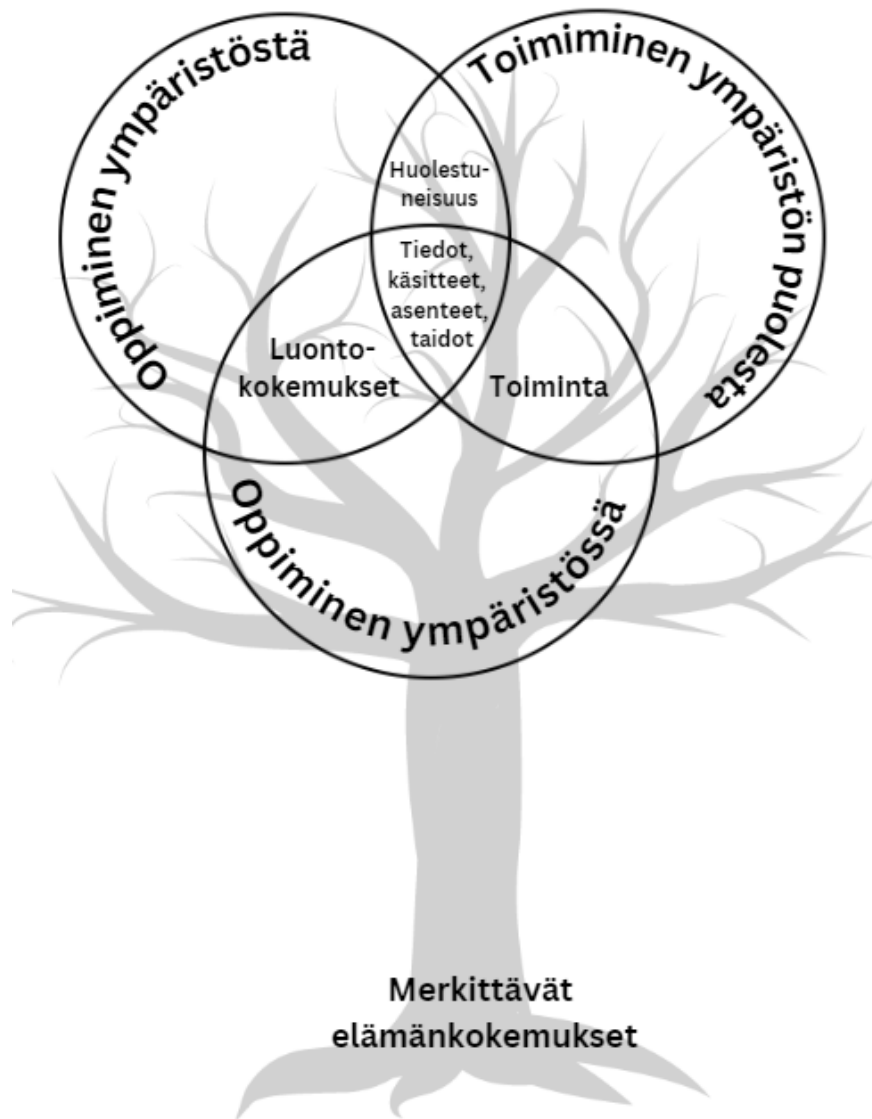 Oppiminen ympäristöstä
Toimiminen ympäristön puolesta
Huolestu-
neisuus
Tiedot,
käsitteet,
asenteet,
taidot
Luonto-
kokemukset
Toiminta
Oppiminen ympäristössä
Merkittävät
elämänkokemukset